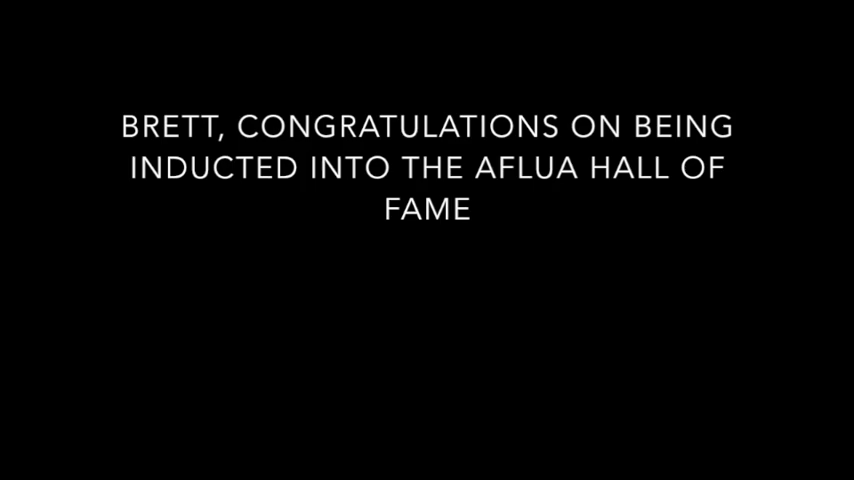 BRETT, CONGRATULATIONS ON BEING
INDUCTED INTO THE AFLUA HALL OF
FAME